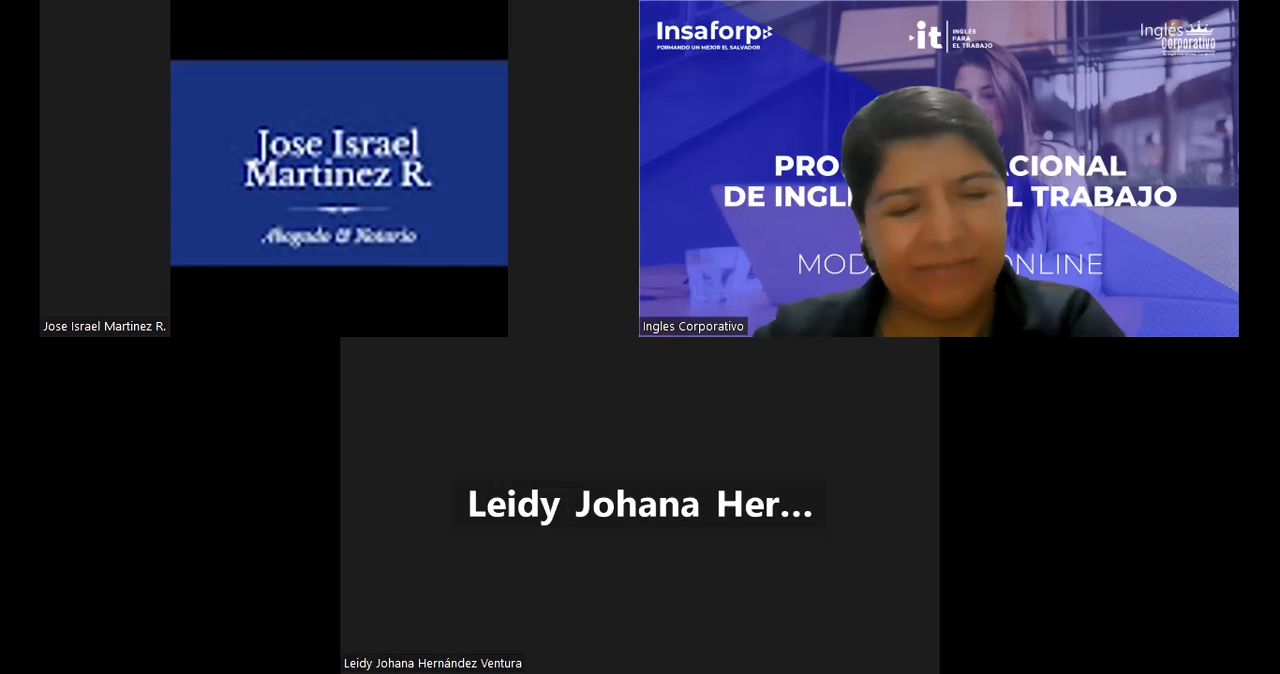 Jose Israel
Martinez R.
Abogado & Notario
Jose Israel Martinez R.
Insaforp
FORMANDO UN MEJOR EL SALVADOR
it
INGLÉS
PARA
EL TRABAJO
Inglés
Corporativo
PRO CIONAL
DE INGL L TRABAJO
MOD ONLINE
Ingles Corporativo
Leidy Johana Her...
Leidy Johana Hernández Ventura